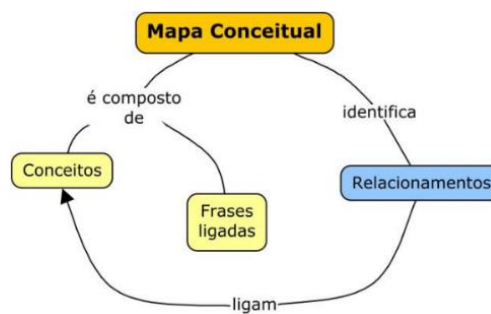 Mapa Conceitual
é composto
de
identifica
Conceitos
Relacionamentos
Frases
ligadas
ligam